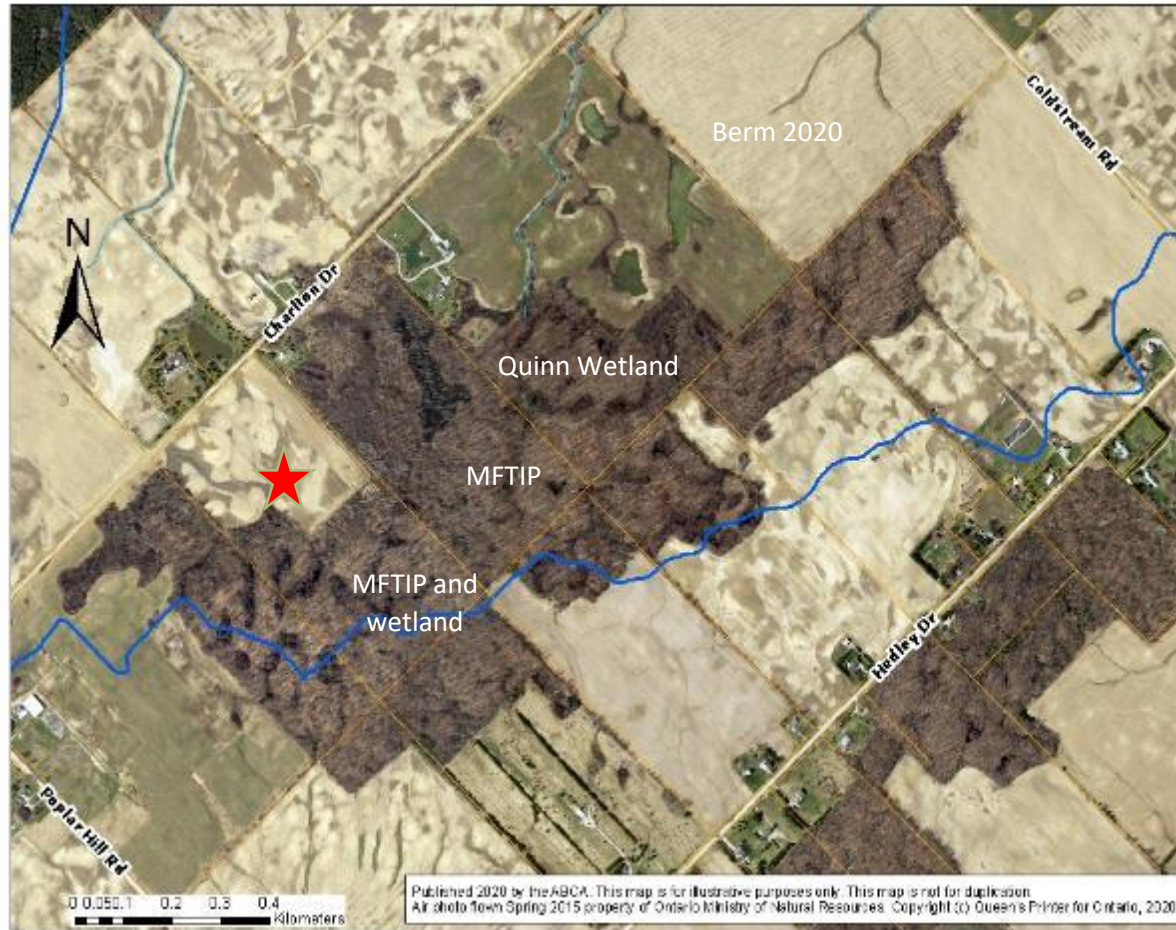 Berm 2020
Coldstream Rd
N
Charlton Dr
Quinn Wetland
MFTIP
MFTIP and
wetland
Hedley Dr
Poplar Hill Rd
0 0.050.1 0.2 0.3 0.4
Kilometers
Published 2020 by the ABCA. This map is for illustrative purposes only. This map is not for duplication.
Air photo flown Spring 2015 property of Ontario Ministry of Natural Resources. Copyright (c) Queen's Printer for Ontario, 2020